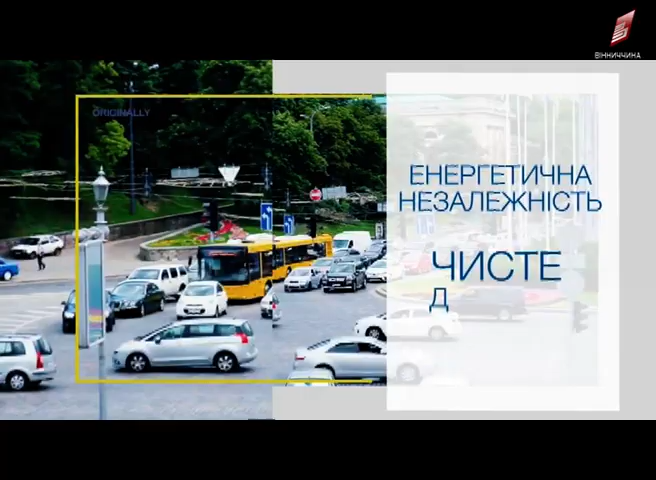 ВІННИЧЧИНА
ORIGINALLY
ЕНЕРГЕТИЧНА
НЕЗАЛЕЖНІСТЬ
ЧИСТЕ
Д